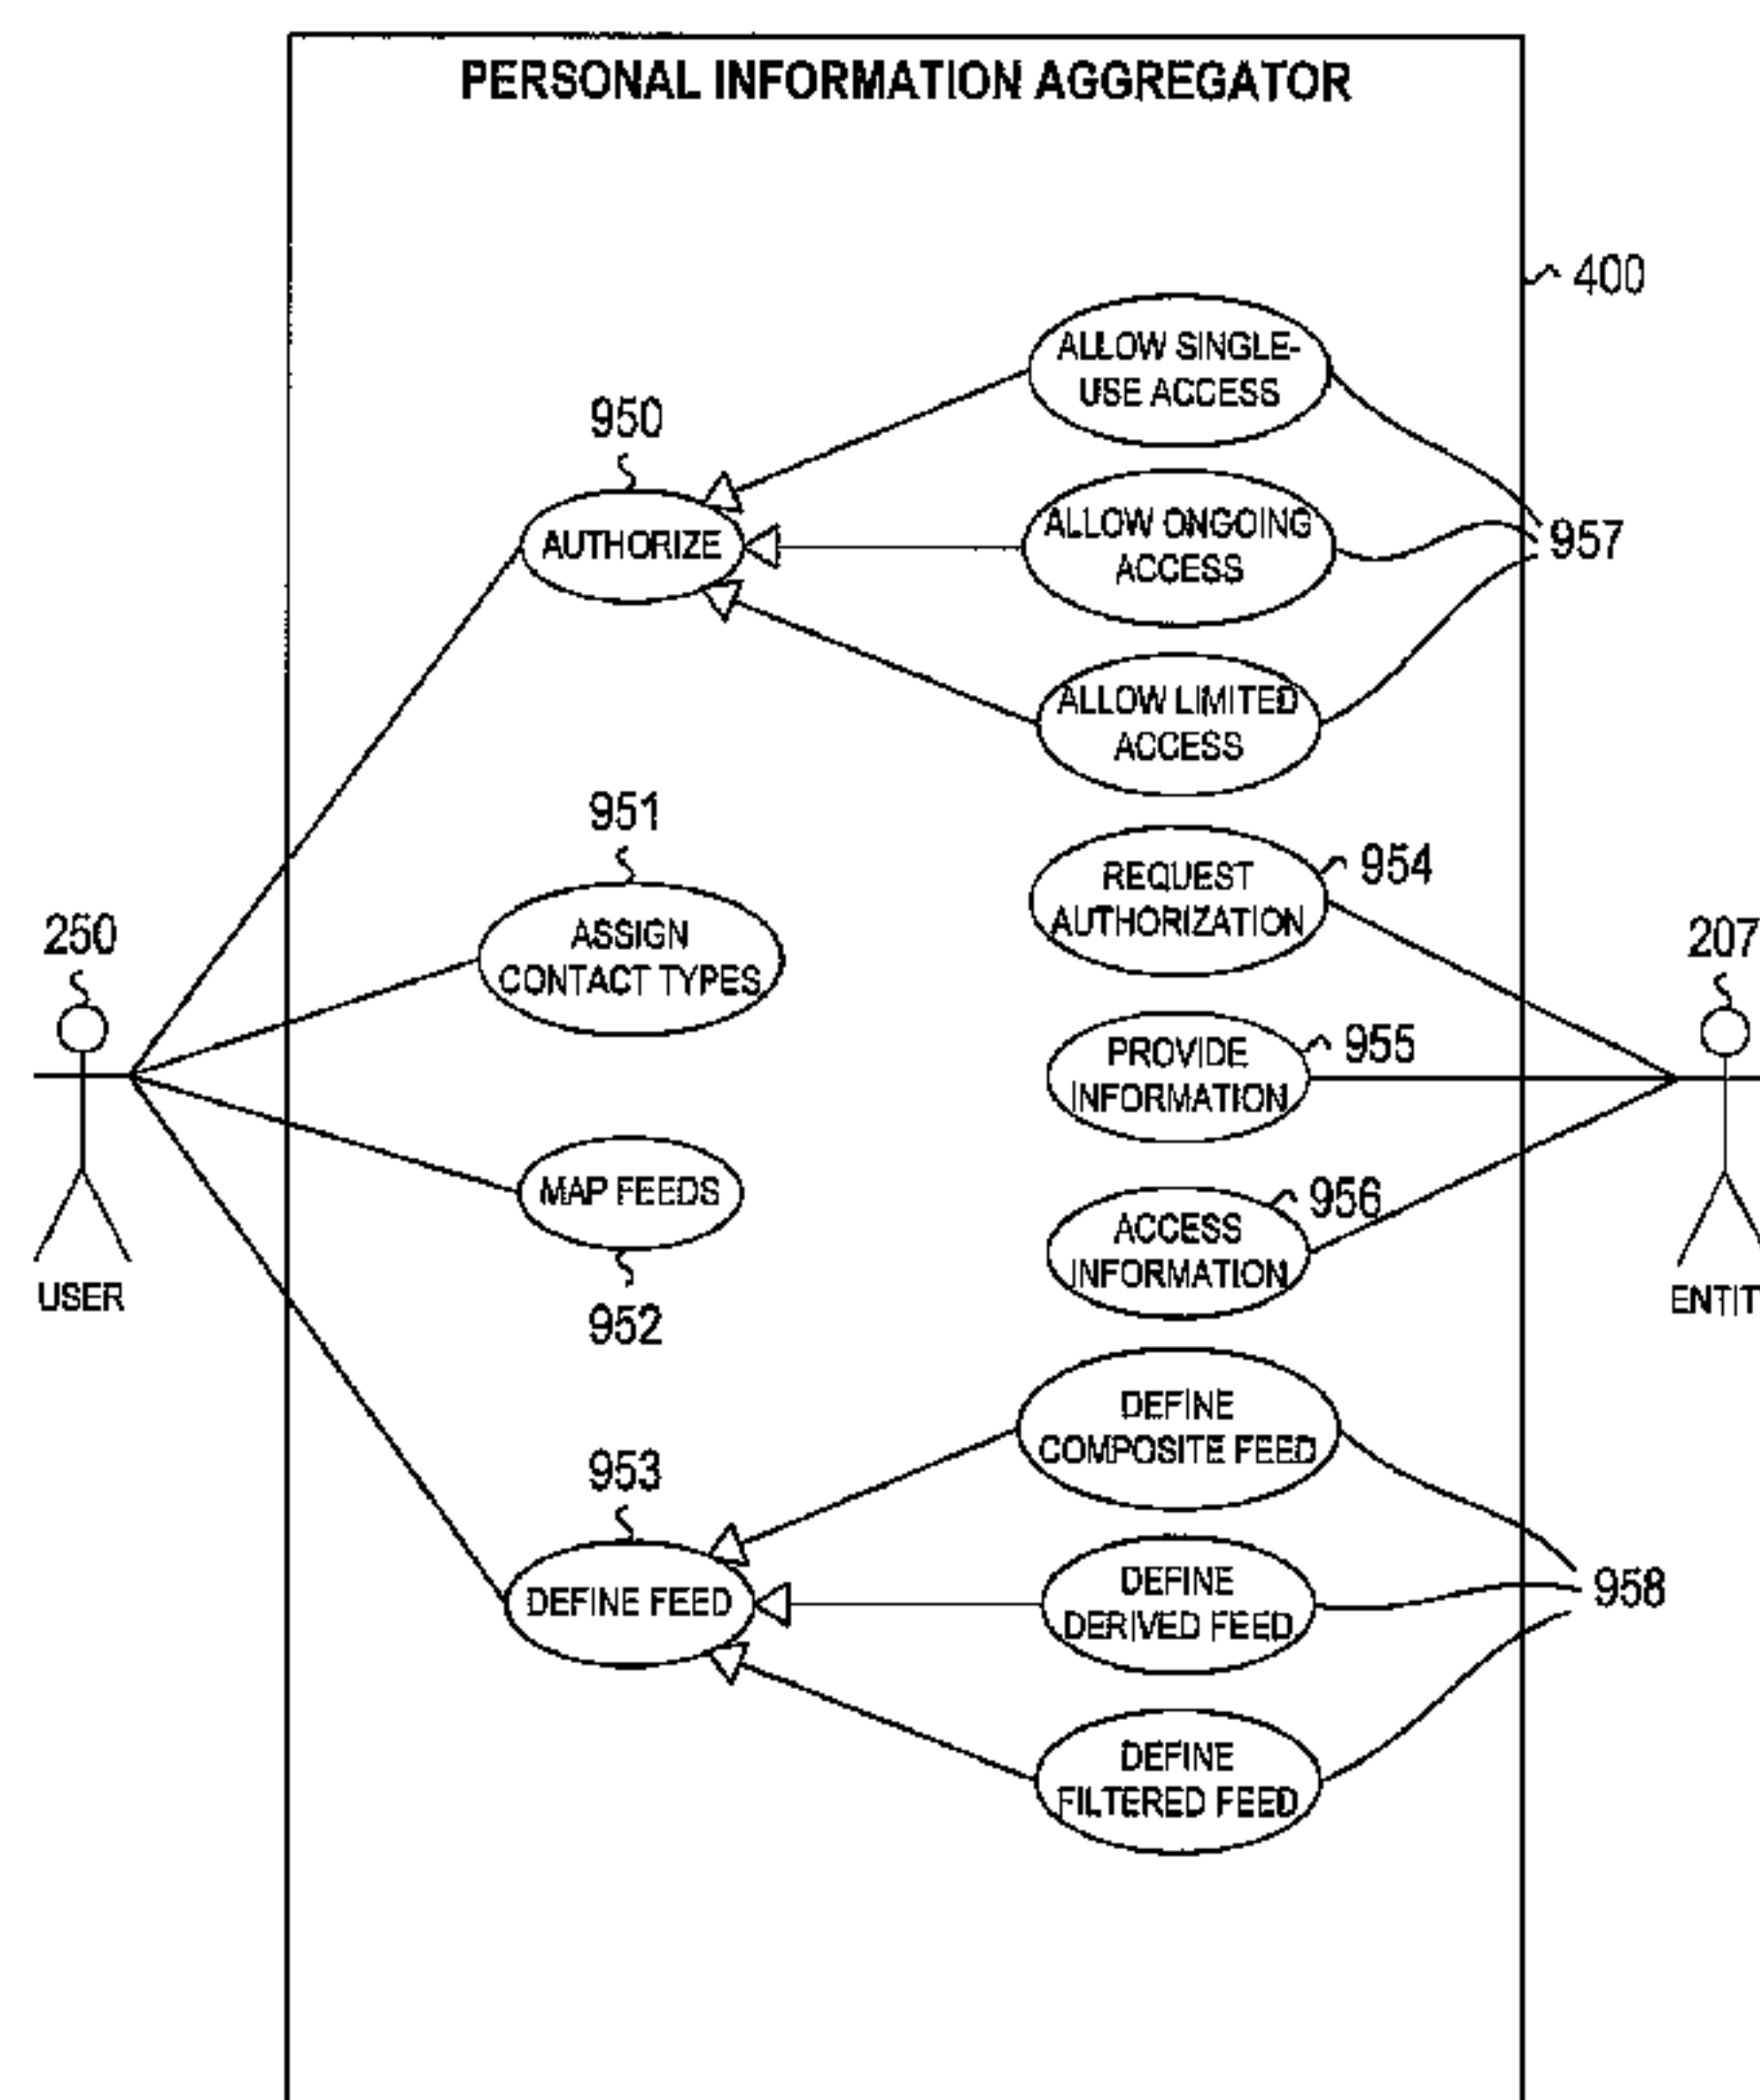 PERSONAL INFORMATION AGGREGATOR
400
ALLOW SINGLE-
USE ACCESS
950
AUTHORIZE
ALLOW ONGOING
ACCESS
957
ALLOW LIMITED
ACCESS
951
ASSIGN
CONTACT TYPES
REQUEST
AUTHORIZATION
954
250
USER
207
ENTIT
PROVIDE
INFORMATION
955
MAP FEEDS
952
ACCESS
INFORMATION
956
DEFINE
COMPOSITE FEED
953
DEFINE FEED
DEFINE
DERIVED FEED
958
DEFINE
FILTERED FEED